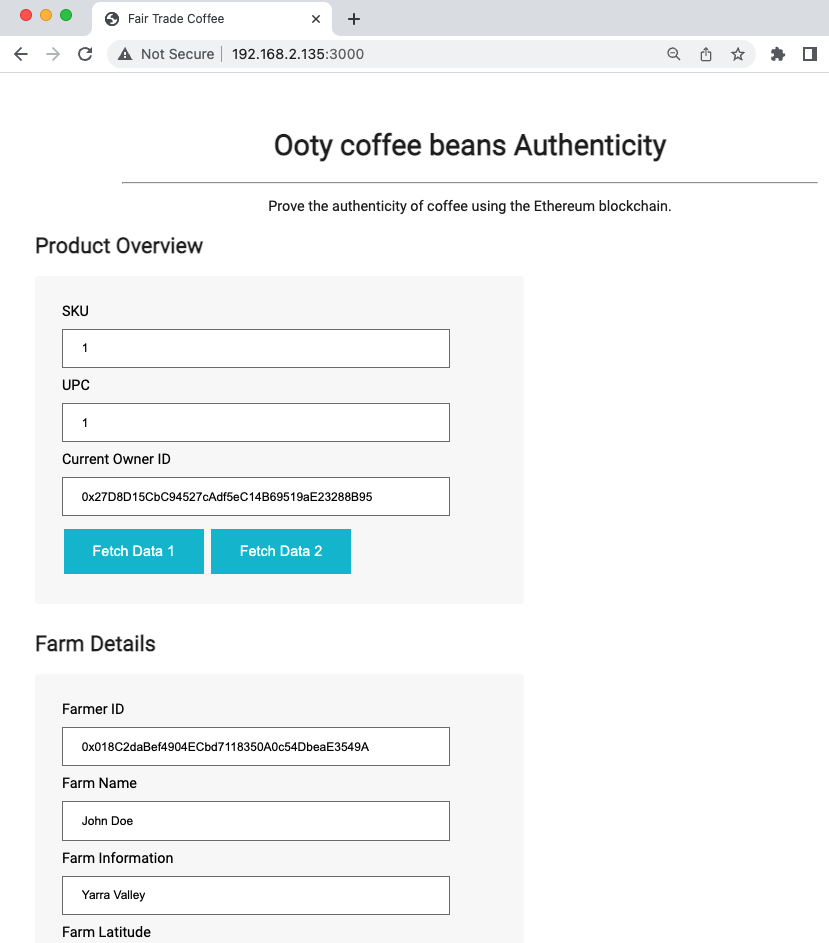 Fair Trade Coffee
Not Secure
192.168.2.135:3000
Ooty coffee beans Authenticity
Prove the authenticity of coffee using the Ethereum blockchain.
Product Overview
SKU
1
UPC
1
Current Owner ID
0x27D8D15CbC94527cAdf5eC14B69519aE23288B95
Fetch Data 1
Fetch Data 2
Farm Details
Farmer ID
0x018C2daBef4904ECbd7118350A0c54DbeaE3549A
Farm Name
John Doe
Farm Information
Yarra Valley
Farm Latitude